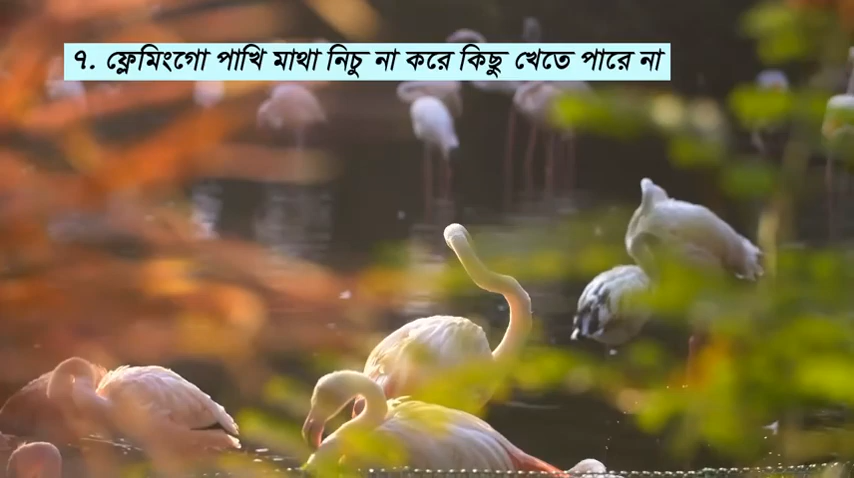 ৭. ফ্লেমিংগো পাখি মাথা নিচু না করে কিছু খেতে পারে না